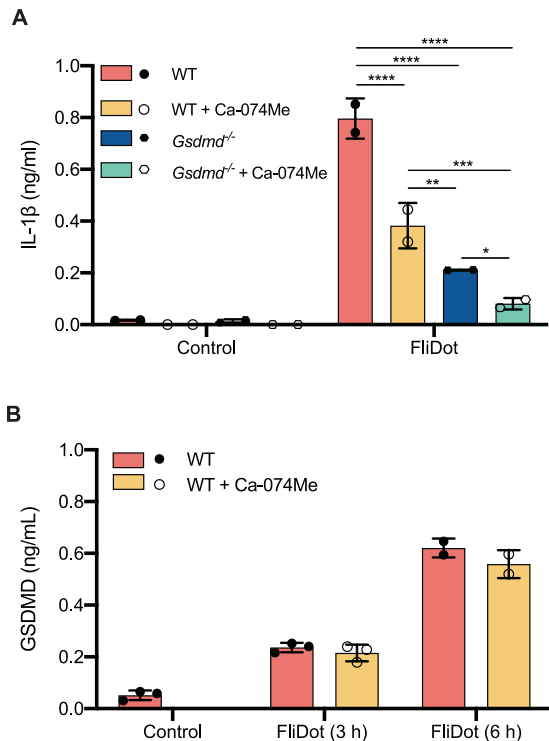 A
****
****
****
***
**
*
WT
WT + Ca-074Me
Gsdmd-/-
Gsdmd-/- + Ca-074Me
IL-1β (ng/ml)
1.0
0.8
0.6
0.4
0.2
0.0
Control
FliDot
B
WT
WT + Ca-074Me
GSDMD (ng/mL)
1.0
0.8
0.6
0.4
0.2
0.0
Control
FliDot (3 h)
FliDot (6 h)